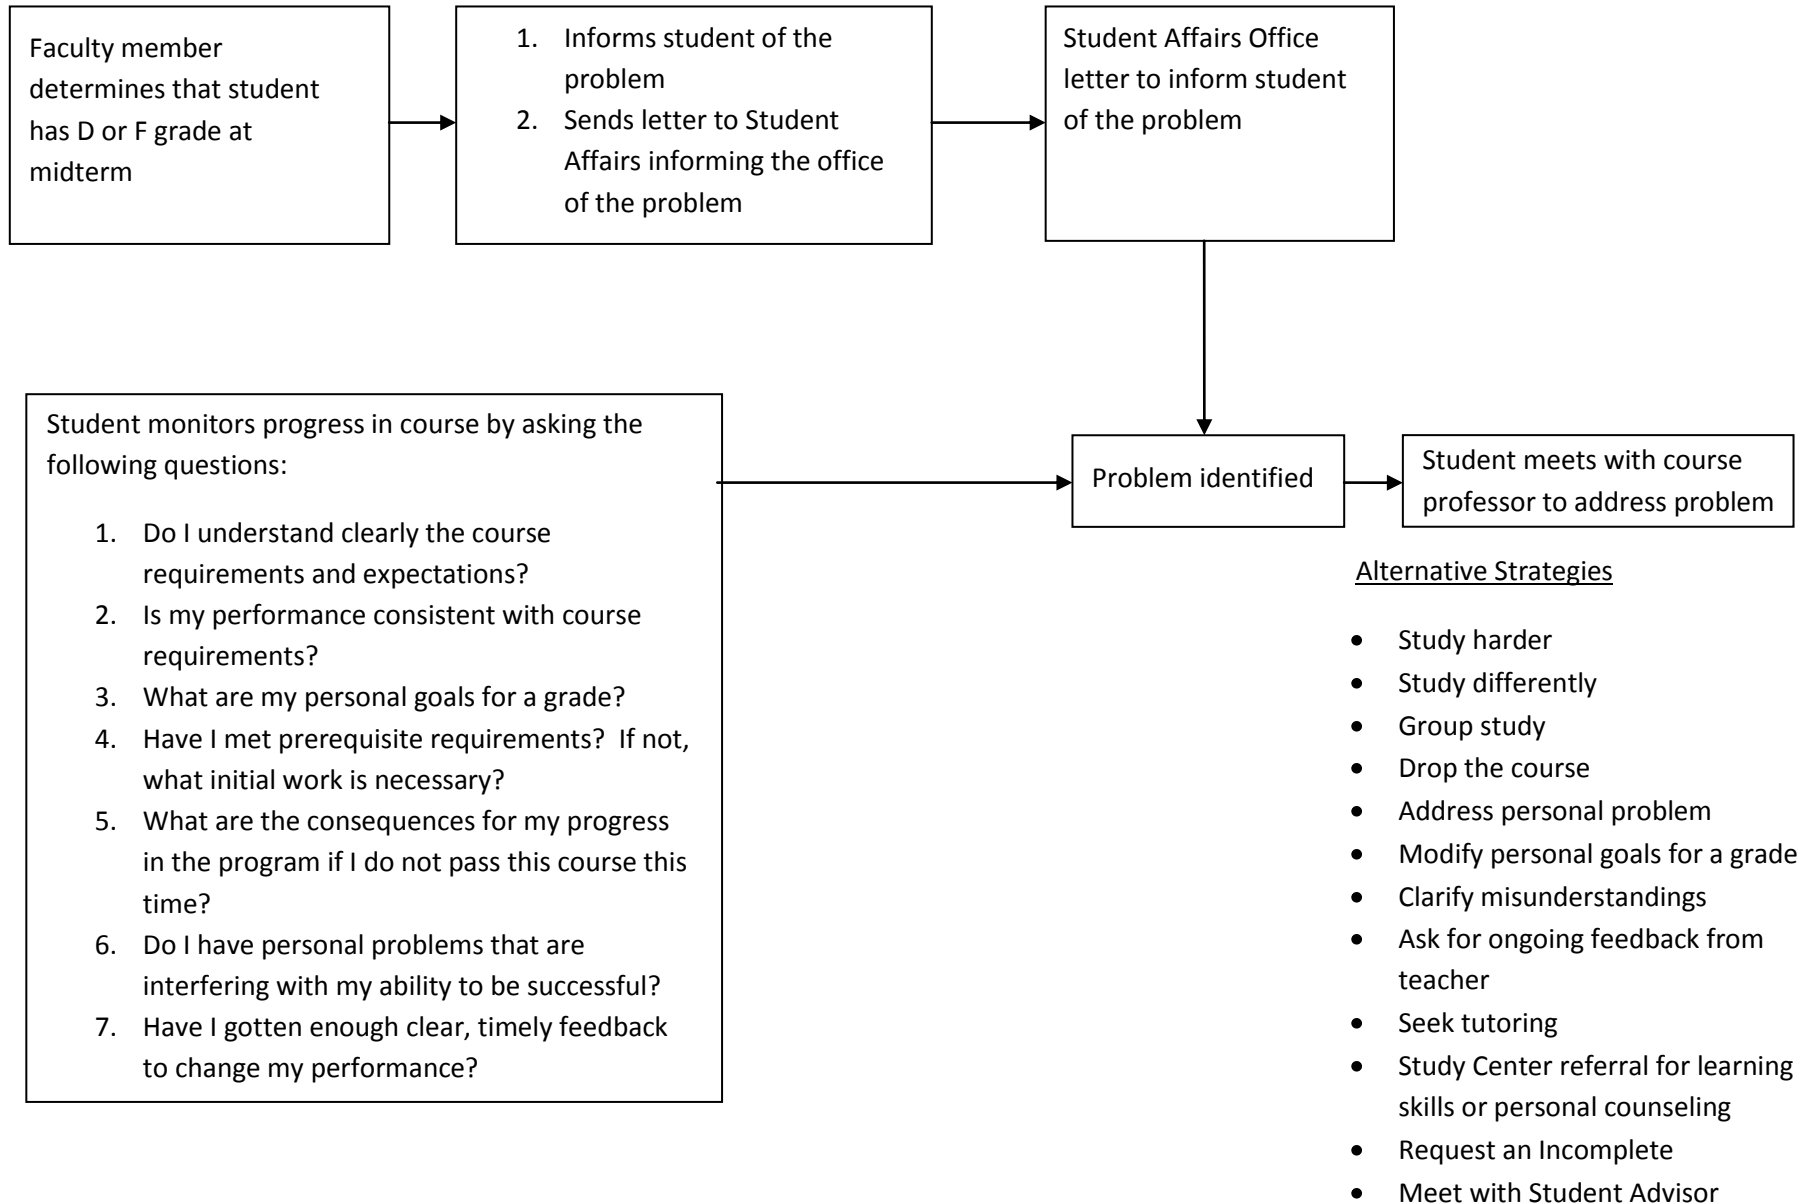 Faculty member
determines that student
has D or F grade at
midterm
1. Informs student of the
problem
2. Sends letter to Student
Affairs informing the office
of the problem
Student Affairs Office
letter to inform student
of the problem
Student monitors progress in course by asking the
following questions:
1. Do I understand clearly the course
requirements and expectations?
2. Is my performance consistent with course
requirements?
3. What are my personal goals for a grade?
4. Have I met prerequisite requirements?  If not,
what initial work is necessary?
5. What are the consequences for my progress
in the program if I do not pass this course this
time?
6. Do I have personal problems that are
interfering with my ability to be successful?
7. Have I gotten enough clear, timely feedback
to change my performance?
Problem identified
Student meets with course
professor to address problem
Alternative Strategies
• Study harder
• Study differently
• Group study
• Drop the course
• Address personal problem
• Modify personal goals for a grade
• Clarify misunderstandings
• Ask for ongoing feedback from
teacher
• Seek tutoring
• Study Center referral for learning
skills or personal counseling
• Request an Incomplete
• Meet with Student Advisor